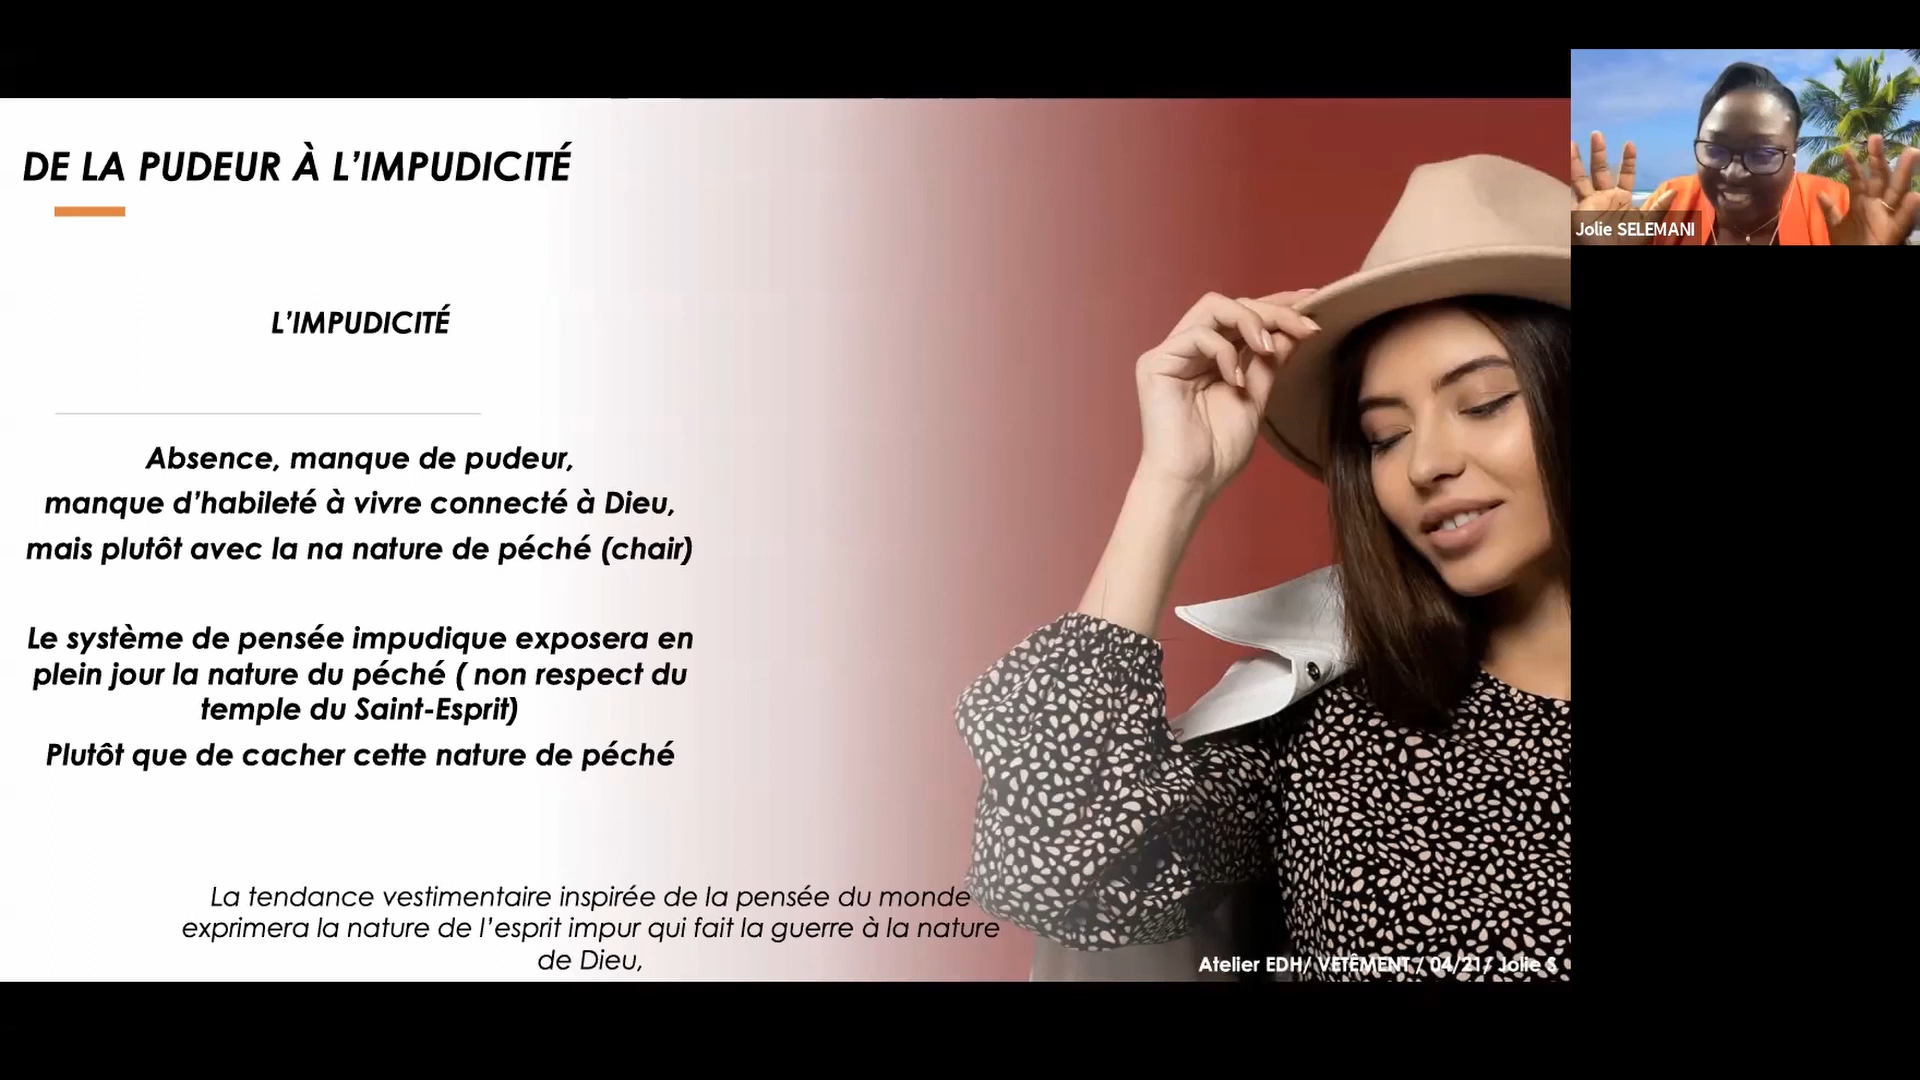 DE LA PUDEUR À L'IMPUDICITÉ
Jolie SELEMANI
L'IMPUDICITÉ
Absence, manque de pudeur,
manque d'habileté à vivre connecté à Dieu,
mais plutôt avec la na nature de péché (chair)
Le système de pensée impudique exposera en
plein jour la nature du péché ( non respect du
temple du Saint-Esprit)
Plutôt que de cacher cette nature de péché
La tendance vestimentaire inspirée de la pensée du monde
exprimera la nature de l'esprit impur qui fait la guerre à la nature
de Dieu,
Atelier EDH/ VETÊMENT / 04/21/ Jolie S